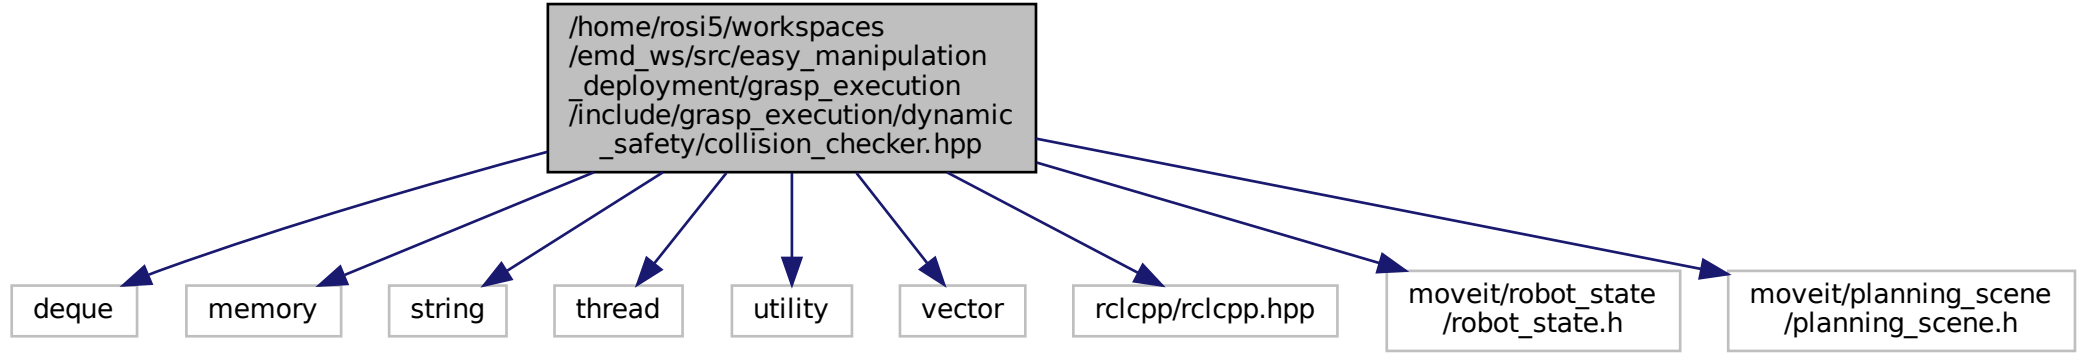 /home/rosi5/workspaces
/emd_ws/src/easy_manipulation
_deployment/grasp_execution
/include/grasp_execution/dynamic
_safety/collision_checker.hpp
deque
memory
string
thread
utility
vector
rclcpp/rclcpp.hpp
moveit/robot_state
/robot_state.h
moveit/planning_scene
/planning_scene.h